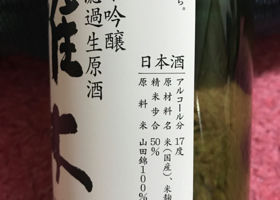 ら。
日本酒
アルコール分 17度
原材料名 米(国産)、米麹
精米歩合 50%
原料米 山田錦100%
吟醸
濾過生原酒
木